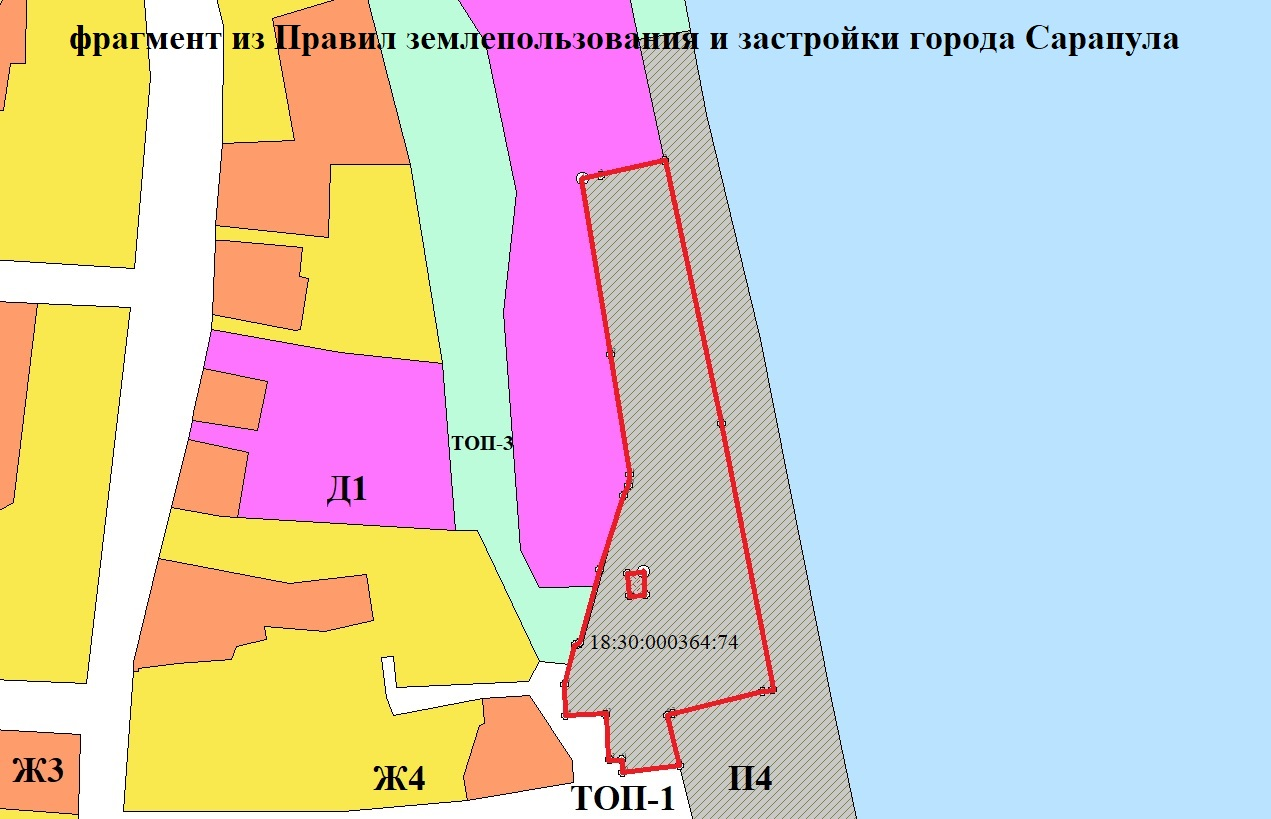 фрагмент из Правил землепользования и застройки города Сарапула
ТОП-3
Д1
18:30:000364:74
Ж3
Ж4
П4
ТОП-1